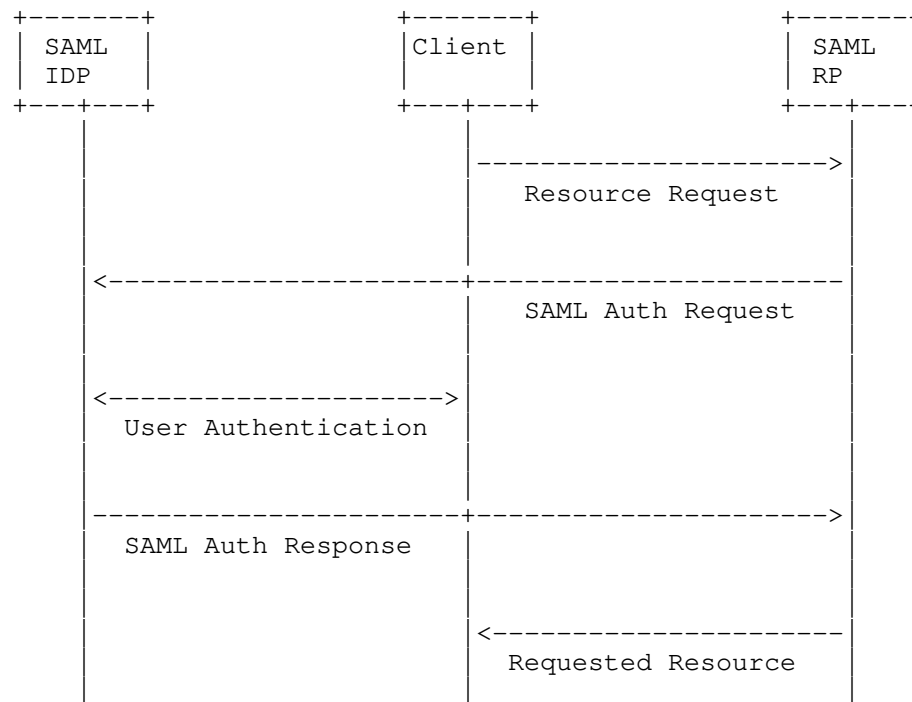 SAML Client SAML
IDP RP
Resource Request
SAML Auth Request
User Authentication
SAML Auth Response
Requested Resource